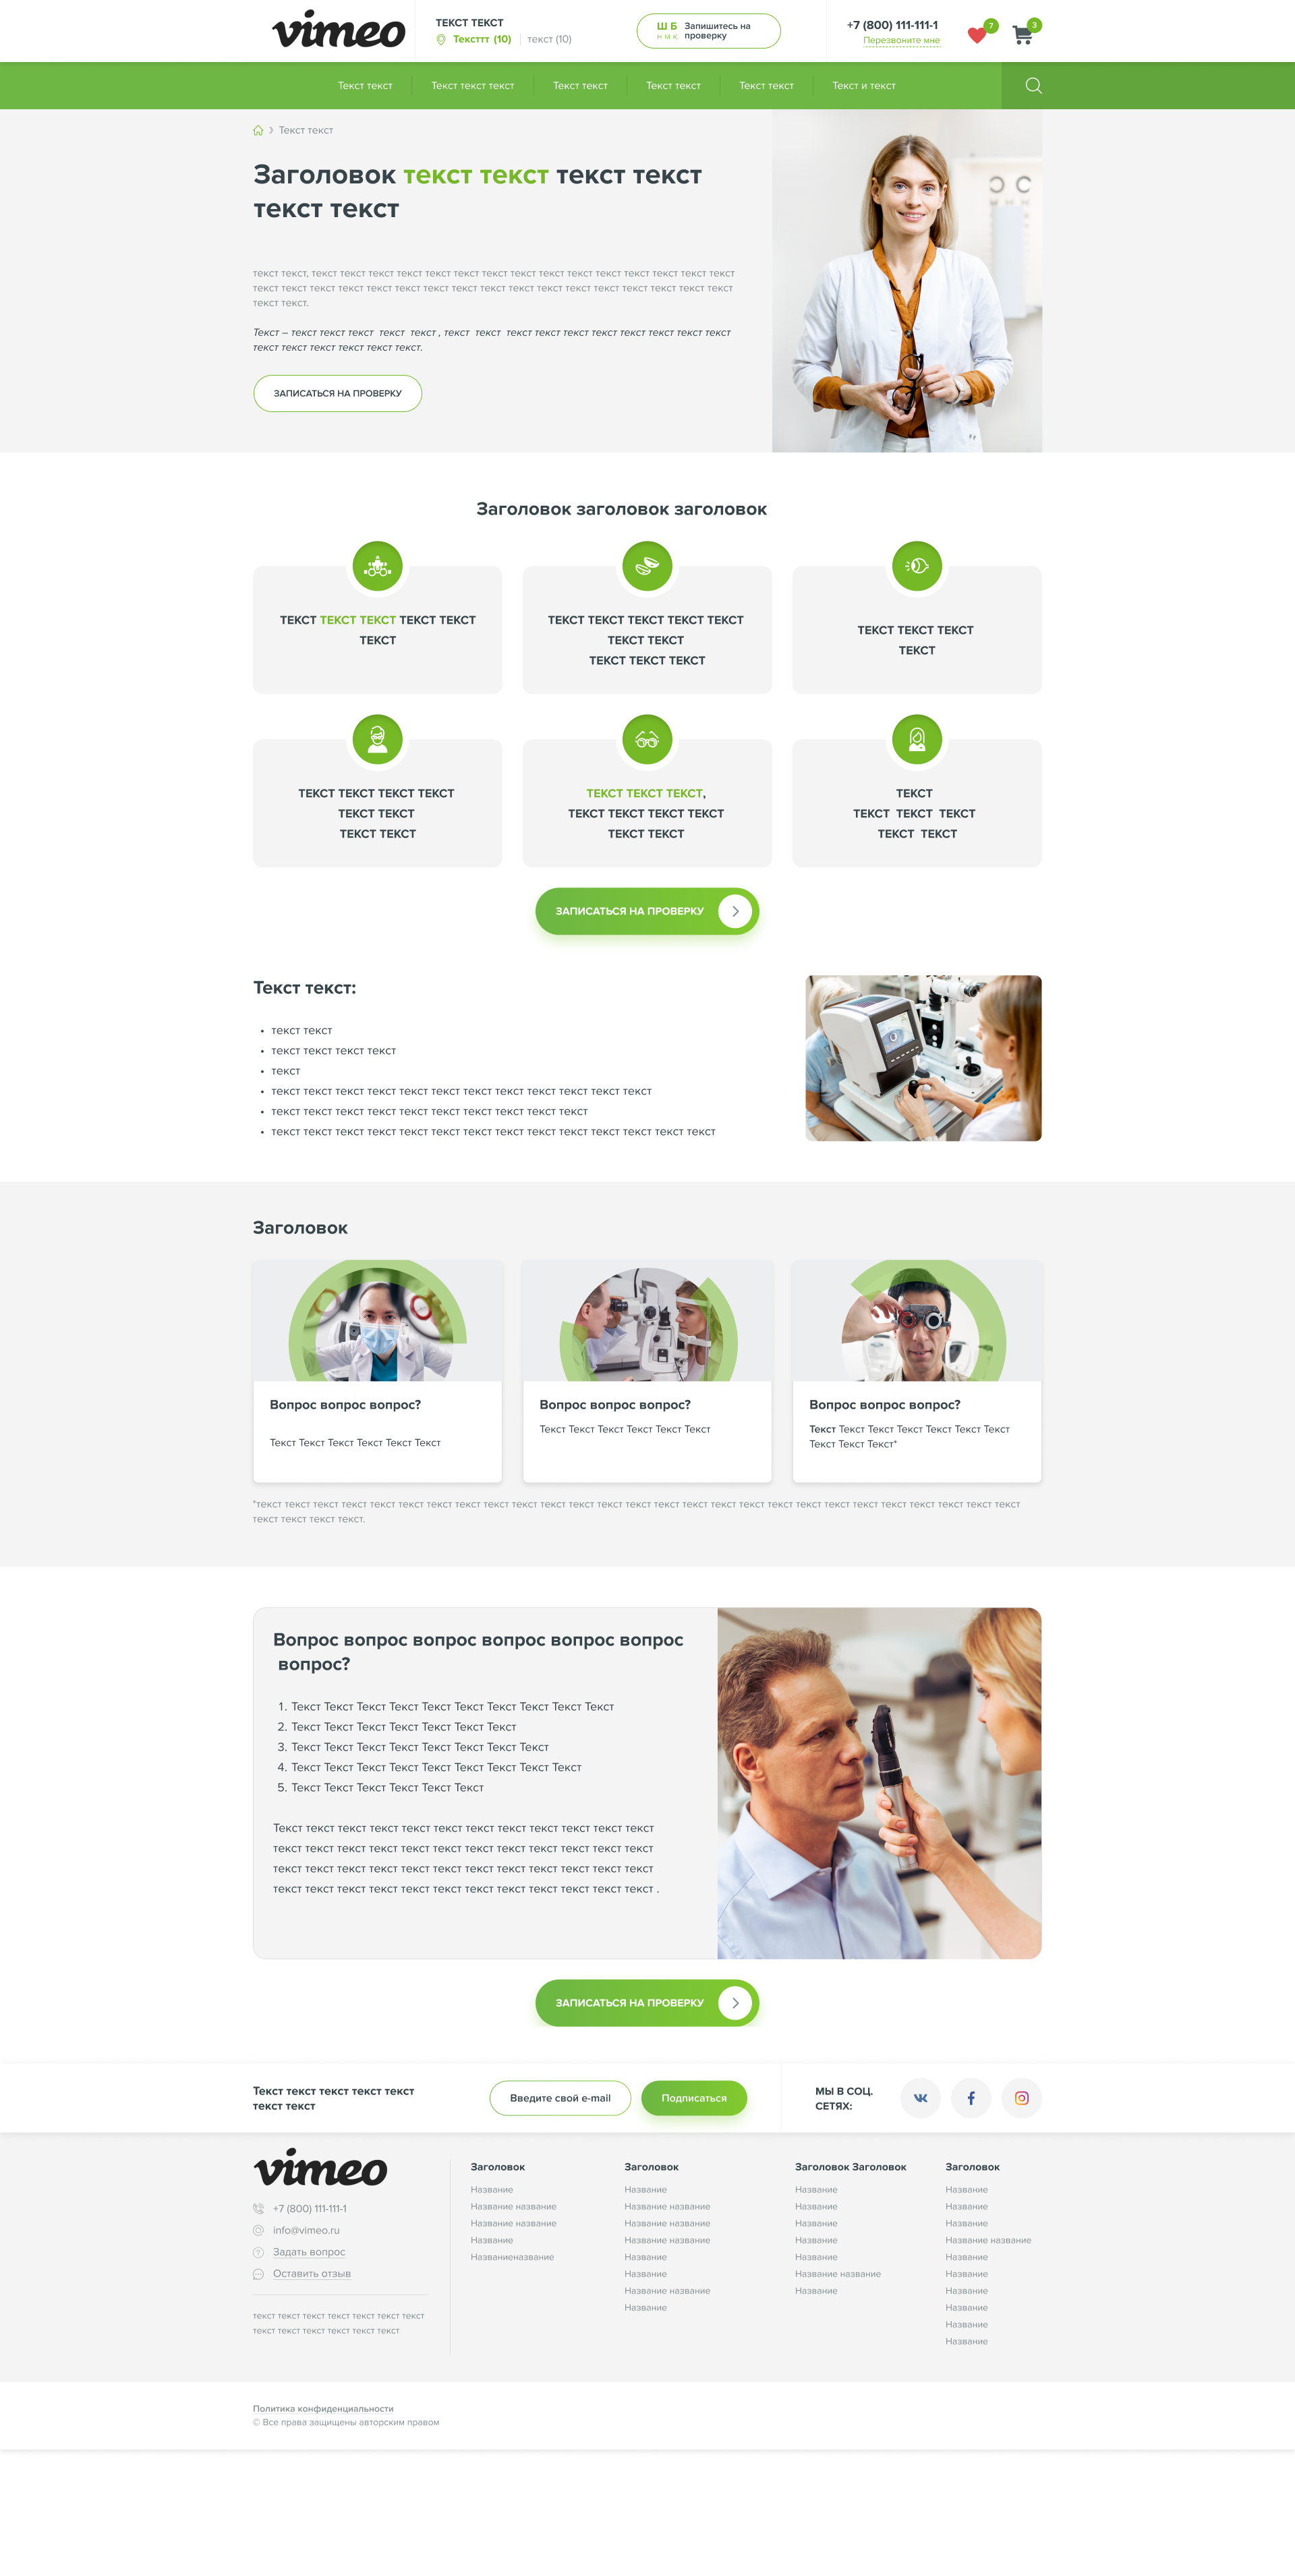 vimeo
ТЕКСТ ТЕКСТ
Тексттт (10) текст (10)
Ш Б
Н М К
Запишитесь на
проверку
+7 (800) 111-111-1
Перезвоните мне
7
3
Текст текст
Текст текст текст
Текст текст
Текст текст
Текст текст
Текст и текст
Текст текст
Заголовок текст текст текст текст
текст текст
текст текст, текст текст текст текст текст текст текст текст текст текст текст текст текст текст текст
текст текст текст текст текст текст текст текст текст текст текст текст текст текст текст текст текст
текст текст.
Текст – текст текст текст текст текст , текст текст текст текст текст текст текст текст текст текст
текст текст текст текст текст текст.
ЗАПИСАТЬСЯ НА ПРОВЕРКУ
Заголовок заголовок заголовок
ТЕКСТ ТЕКСТ ТЕКСТ ТЕКСТ ТЕКСТ
ТЕКСТ
ТЕКСТ ТЕКСТ ТЕКСТ ТЕКСТ ТЕКСТ
ТЕКСТ ТЕКСТ
ТЕКСТ ТЕКСТ ТЕКСТ
ТЕКСТ ТЕКСТ ТЕКСТ
ТЕКСТ
ТЕКСТ ТЕКСТ ТЕКСТ ТЕКСТ
ТЕКСТ ТЕКСТ
ТЕКСТ ТЕКСТ
ТЕКСТ ТЕКСТ ТЕКСТ,
ТЕКСТ ТЕКСТ ТЕКСТ ТЕКСТ
ТЕКСТ ТЕКСТ
ТЕКСТ
ТЕКСТ ТЕКСТ ТЕКСТ
ТЕКСТ ТЕКСТ
ЗАПИСАТЬСЯ НА ПРОВЕРКУ
Текст текст:
• текст текст
• текст текст текст текст
• текст
• текст текст текст текст текст текст текст текст текст текст текст текст
• текст текст текст текст текст текст текст текст текст текст
• текст текст текст текст текст текст текст текст текст текст текст текст текст текст
Заголовок
Вопрос вопрос вопрос?
Текст Текст Текст Текст Текст Текст
Вопрос вопрос вопрос?
Текст Текст Текст Текст Текст Текст
Вопрос вопрос вопрос?
Текст Текст Текст Текст Текст Текст Текст
Текст Текст Текст*
*текст текст текст текст текст текст текст текст текст текст текст текст текст текст текст текст текст текст текст текст текст текст текст текст текст текст текст
текст текст текст текст.
Вопрос вопрос вопрос вопрос вопрос вопрос
вопрос?
1. Текст Текст Текст Текст Текст Текст Текст Текст Текст Текст
2. Текст Текст Текст Текст Текст Текст Текст
3. Текст Текст Текст Текст Текст Текст Текст Текст
4. Текст Текст Текст Текст Текст Текст Текст Текст Текст
5. Текст Текст Текст Текст Текст Текст
Текст текст текст текст текст текст текст текст текст текст текст текст
текст текст текст текст текст текст текст текст текст текст текст текст
текст текст текст текст текст текст текст текст текст текст текст текст
текст текст текст текст текст текст текст текст текст текст текст текст .
ЗАПИСАТЬСЯ НА ПРОВЕРКУ
Текст текст текст текст текст
текст текст
Введите свой e-mail
Подписаться
МЫ В СОЦ.
СЕТЯХ:
vimeo
+7 (800) 111-111-1
info@vimeo.ru
Задать вопрос
Оставить отзыв
текст текст текст текст текст текст текст
текст текст текст текст текст текст
Заголовок
Название
Название название
Название название
Название
Названиеназвание
Заголовок
Название
Название название
Название название
Название название
Название
Название
Название название
Название
Заголовок Заголовок
Название
Название
Название
Название
Название
Название название
Название
Заголовок
Название
Название
Название
Название название
Название
Название
Название
Название
Название
Название
Политика конфиденциальности
© Все права защищены авторским правом